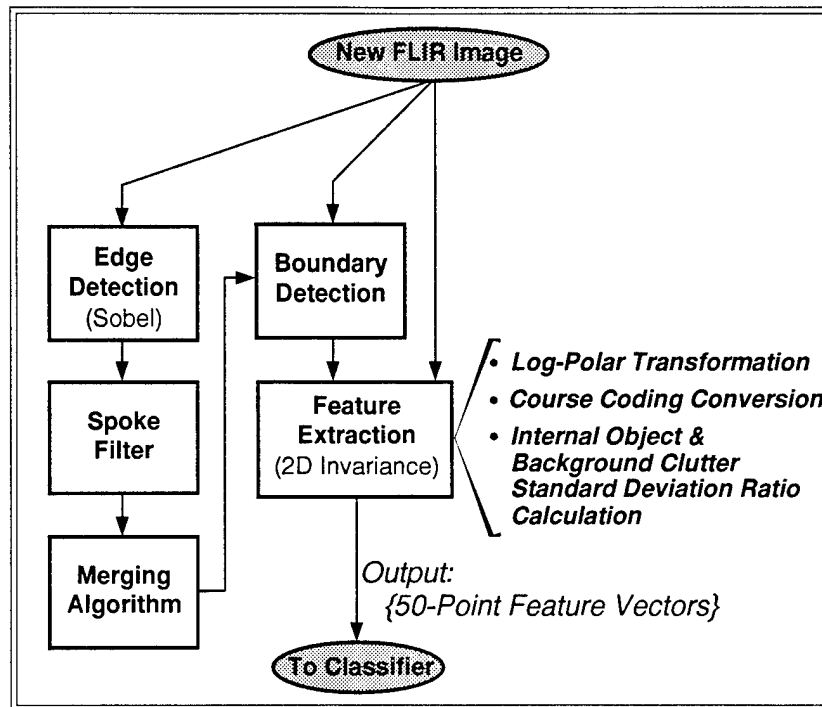 New FLIR Image
Edge
Detection
(Sobel)
Boundary
Detection
Spoke
Filter
Feature
Extraction
(2D Invariance)
• Log-Polar Transformation
• Course Coding Conversion
• Internal Object &
Background Clutter
Standard Deviation Ratio
Calculation
Merging
Algorithm
Output:
{50-Point Feature Vectors}
To Classifier